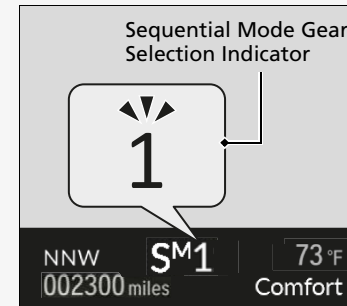 Sequential Mode Gear
Selection Indicator
1
NNW SM1 73 °F
002300 miles Comfort